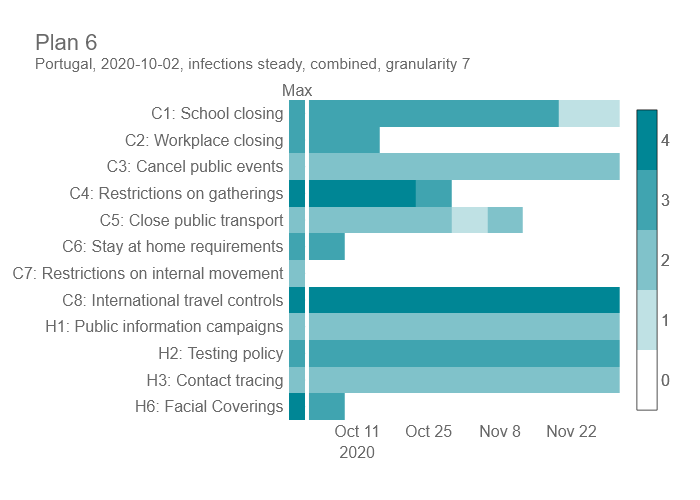 Plan 6
Portugal, 2020-10-02, infections steady, combined, granularity 7
Max
C1: School closing
C2: Workplace closing
C3: Cancel public events
C4: Restrictions on gatherings
C5: Close public transport
C6: Stay at home requirements
C7: Restrictions on internal movement
C8: International travel controls
H1: Public information campaigns
H2: Testing policy
H3: Contact tracing
H6: Facial Coverings
Oct 11 Oct 25 Nov 8 Nov 22
2020
4
3
2
1
0